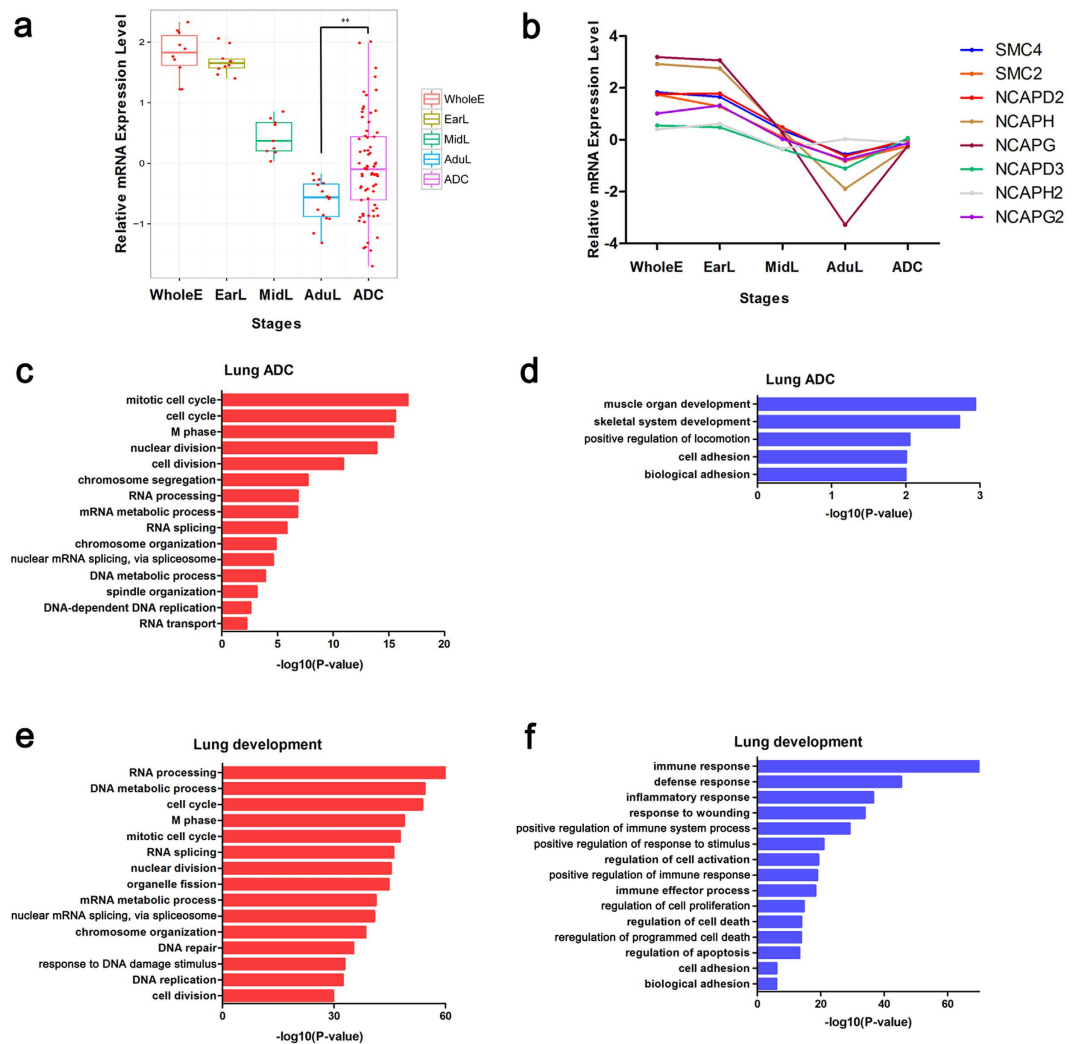 a
Relative mRNA Expression Level
2
1
0
−1
**
WholeE
EarL
MidL
AduL
ADC
WholeE EarL MidL AduL ADC
Stages
b
Relative mRNA Expression Level
4
2
0
-2
-4
WholeE EarL MidL AduL ADC
Stages
SMC4
SMC2
NCAPD2
NCAPH
NCAPG
NCAPD3
NCAPH2
NCAPG2
c
Lung ADC
mitotic cell cycle
cell cycle
M phase
nuclear division
cell division
chromosome segregation
RNA processing
mRNA metabolic process
RNA splicing
chromosome organization
nuclear mRNA splicing, via spliceosome
DNA metabolic process
spindle organization
DNA-dependent DNA replication
RNA transport
0 5 10 15 20
-log10(P-value)
d
Lung ADC
muscle organ development
skeletal system development
positive regulation of locomotion
cell adhesion
biological adhesion
0 1 2 3
-log10(P-value)
e
Lung development
RNA processing
DNA metabolic process
cell cycle
M phase
mitotic cell cycle
RNA splicing
nuclear division
organelle fission
mRNA metabolic process
nuclear mRNA splicing, via spliceosome
chromosome organization
DNA repair
response to DNA damage stimulus
DNA replication
cell division
0 20 40 60
-log10(P-value)
f
Lung development
immune response
defense response
inflammatory response
response to wounding
positive regulation of immune system process
positive regulation of response to stimulus
regulation of cell activation
positive regulation of immune response
immune effector process
regulation of cell proliferation
regulation of cell death
reregulation of programmed cell death
regulation of apoptosis
cell adhesion
biological adhesion
0 20 40 60
-log10(P-value)